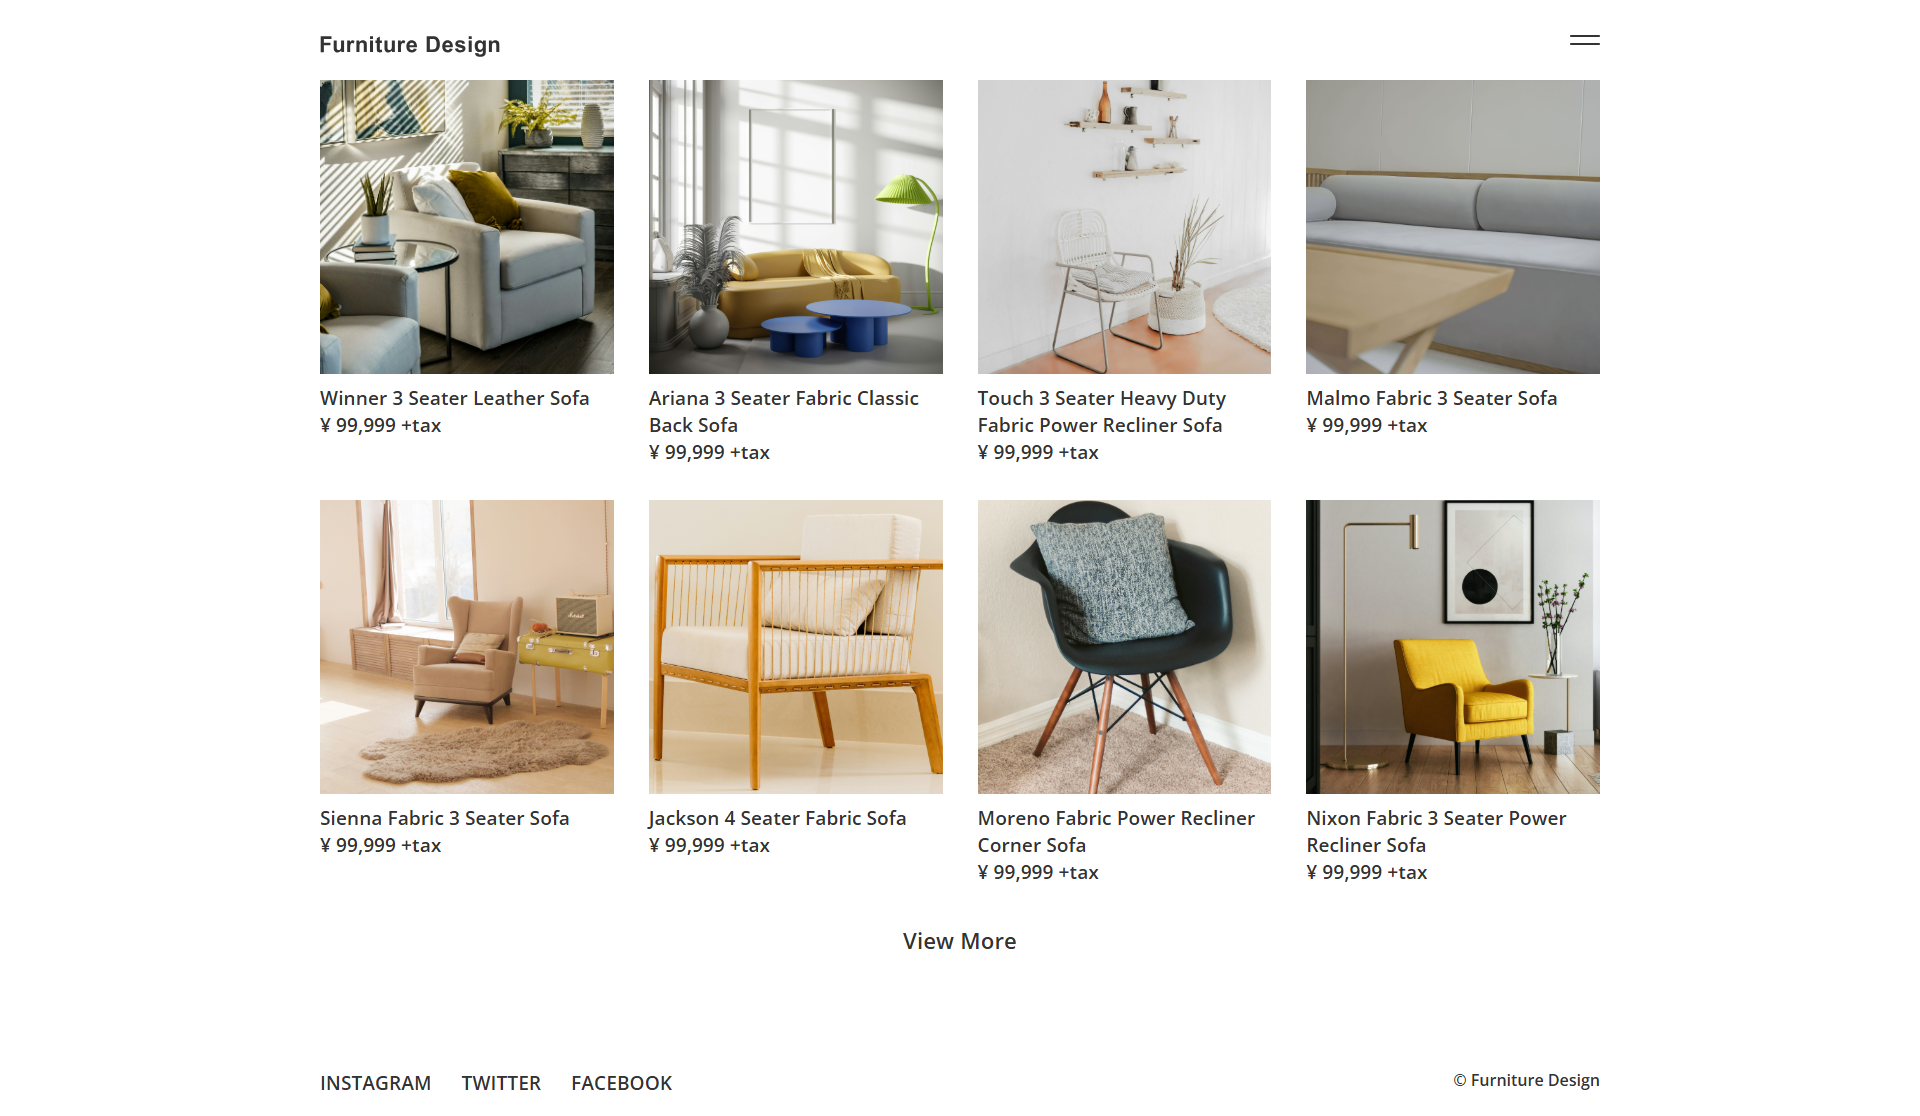 Furniture Design
Winner 3 Seater Leather Sofa
¥ 99,999 +tax
Ariana 3 Seater Fabric Classic
Back Sofa
¥ 99,999 +tax
Touch 3 Seater Heavy Duty
Fabric Power Recliner Sofa
¥ 99,999 +tax
Malmo Fabric 3 Seater Sofa
¥ 99,999 +tax
Marshall
Sienna Fabric 3 Seater Sofa
¥ 99,999 +tax
Jackson 4 Seater Fabric Sofa
¥ 99,999 +tax
Moreno Fabric Power Recliner
Corner Sofa
¥ 99,999 +tax
Nixon Fabric 3 Seater Power
Recliner Sofa
¥ 99,999 +tax
View More
INSTAGRAM TWITTER FACEBOOK
© Furniture Design